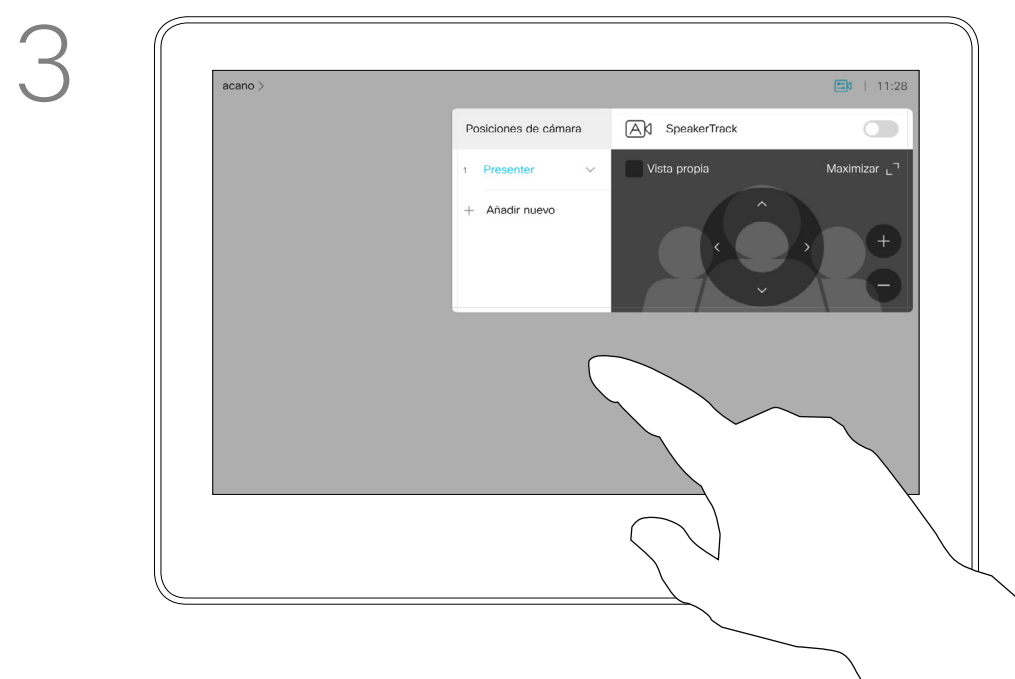 3
acano >
11:28
Posiciones de cámara
SpeakerTrack
1 Presenter
Vista propia
Maximizar
+ Añadir nuevo